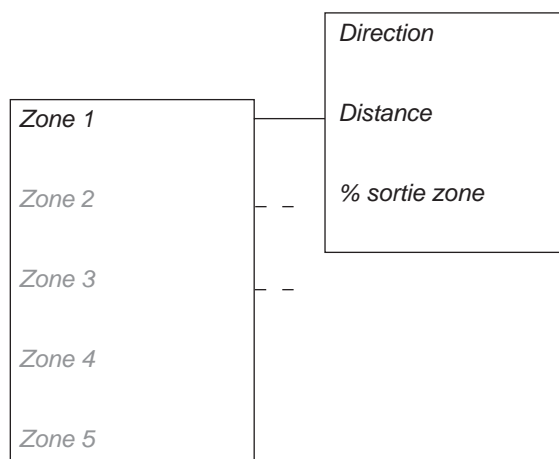 Direction
Distance
% sortie zone
Zone 1
Zone 2
Zone 3
Zone 4
Zone 5